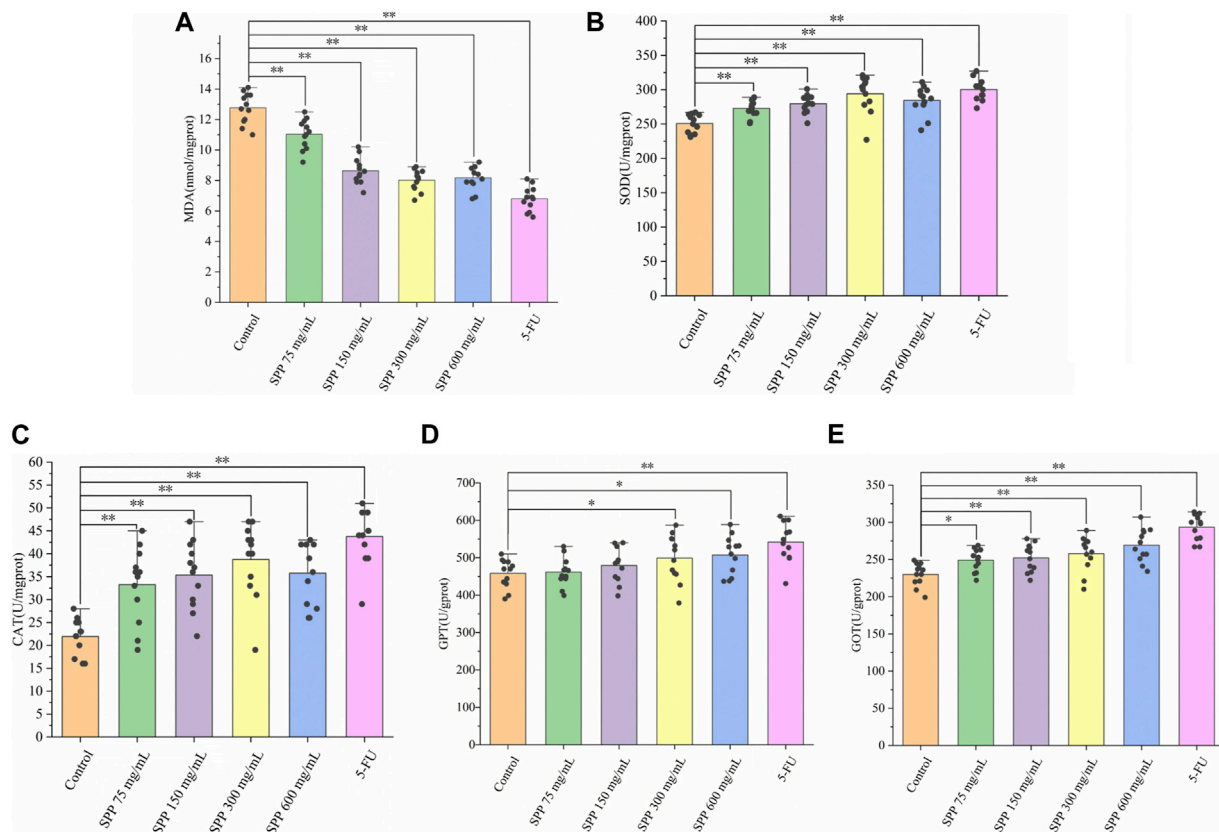 A
MDA(nmol/mgprot)
16
14
12
10
8
6
4
2
0
**
**
**
**
**
Control
SPP 75 mg/mL
SPP 150 mg/mL
SPP 300 mg/mL
SPP 600 mg/mL
5-FU
B
SOD(U/mgprot)
400
350
300
250
200
150
100
50
0
**
**
**
**
**
Control
SPP 75 mg/mL
SPP 150 mg/mL
SPP 300 mg/mL
SPP 600 mg/mL
5-FU
C
CAT(U/mgprot)
60
55
50
45
40
35
30
25
20
15
10
5
0
**
**
**
**
**
Control
SPP 75 mg/mL
SPP 150 mg/mL
SPP 300 mg/mL
SPP 600 mg/mL
5-FU
D
GPT(U/gprot)
700
600
500
400
300
200
100
0
**
*
*
Control
SPP 75 mg/mL
SPP 150 mg/mL
SPP 300 mg/mL
SPP 600 mg/mL
5-FU
E
GOT(U/gprot)
350
300
250
200
150
100
50
0
**
**
**
**
*
Control
SPP 75 mg/mL
SPP 150 mg/mL
SPP 300 mg/mL
SPP 600 mg/mL
5-FU